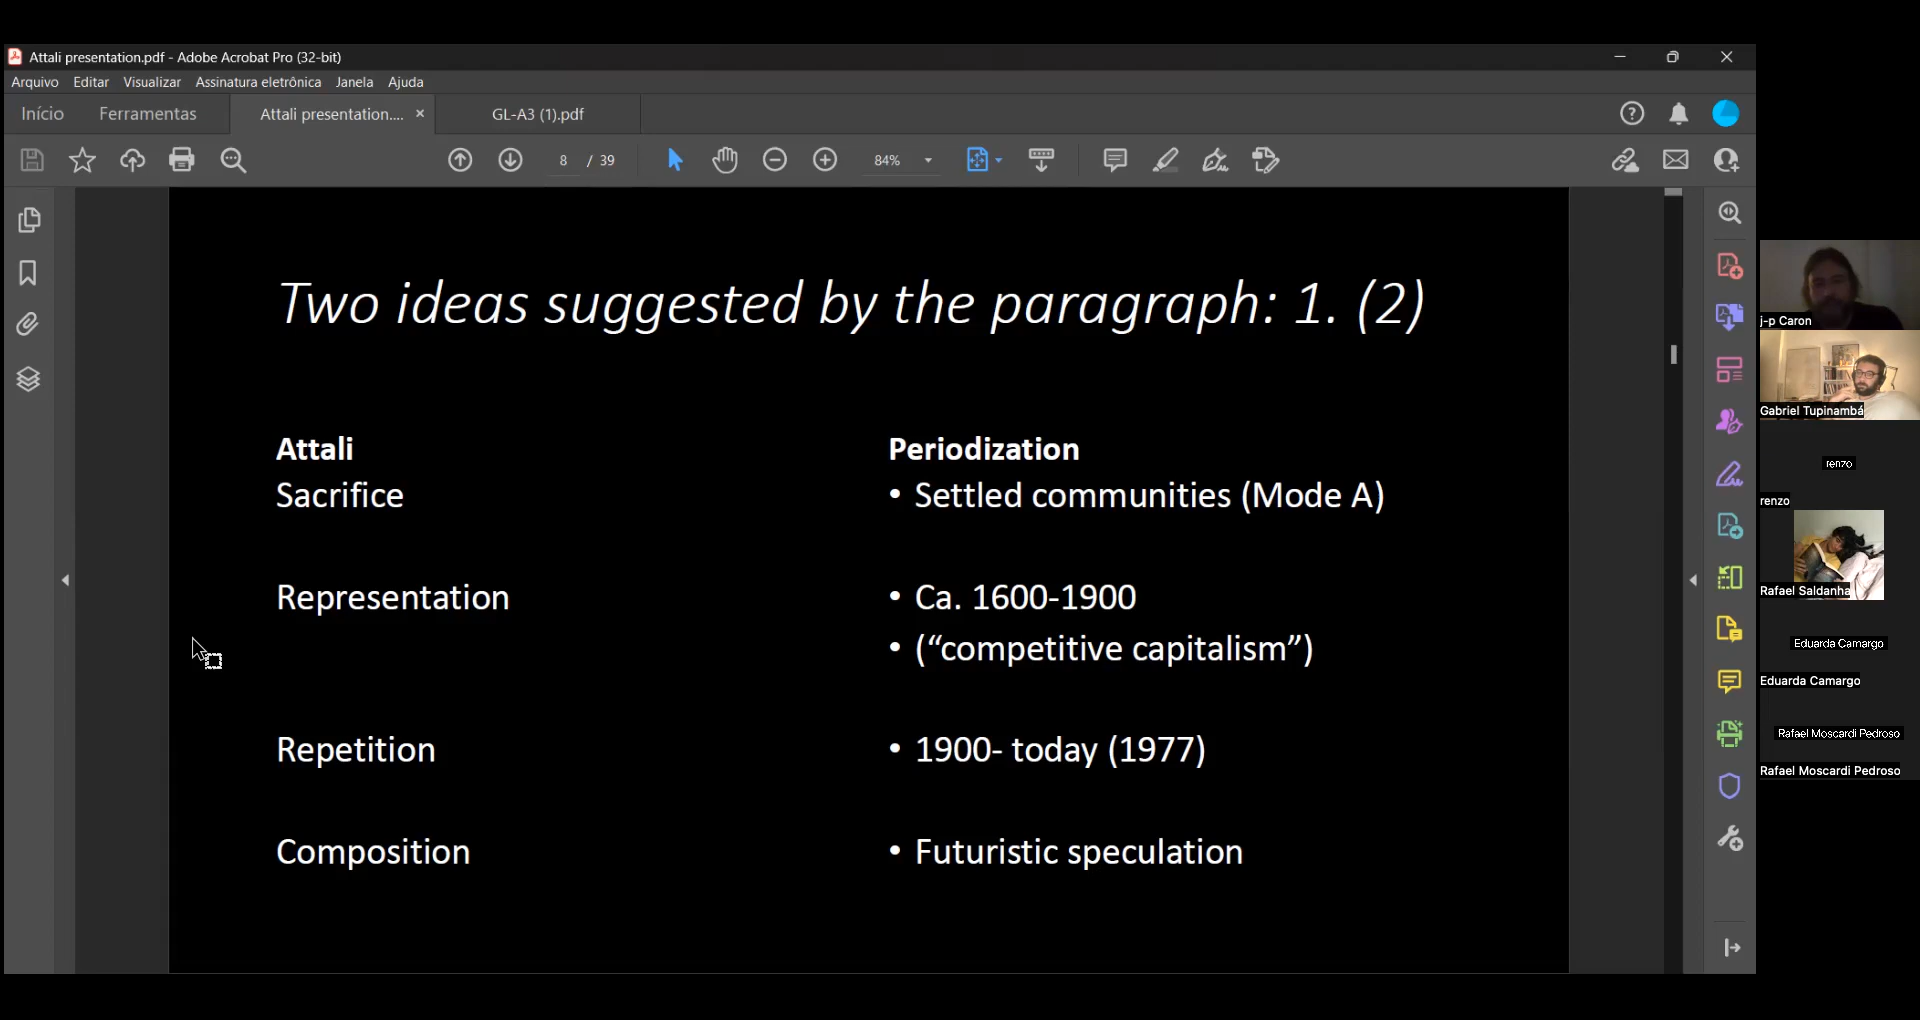 Attali presentation.pdf - Adobe Acrobat Pro (32-bit)
Arquivo Editar Visualizar Assinatura eletrônica Janela Ajuda
Início Ferramentas Attali presentation.... × GL-A3 (1).pdf
8 / 39 84%
Two ideas suggested by the paragraph: 1. (2)
Attali Periodization
Sacrifice • Settled communities (Mode A)
Representation • Ca. 1600-1900
• (“competitive capitalism”)
Repetition • 1900- today (1977)
Composition • Futuristic speculation
j-p Caron
Gabriel Tupinambá
renzo
renzo
Rafael Saldanha
Eduarda Camargo
Eduarda Camargo
Rafael Moscardi Pedroso
Rafael Moscardi Pedroso